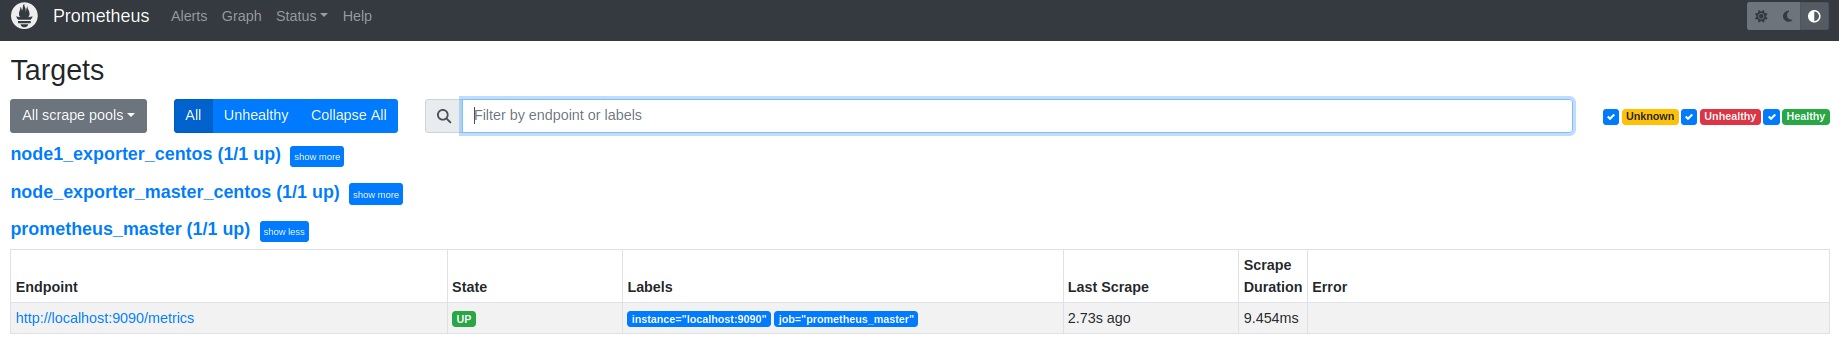 Prometheus Alerts Graph Status Help
Targets
All scrape pools All Unhealthy Collapse All Filter by endpoint or labels Unknown Unhealthy Healthy
node1_exporter_centos (1/1 up) show more
node_exporter_master_centos (1/1 up) show more
prometheus_master (1/1 up) show less
Endpoint State Labels Last Scrape Scrape Duration Error
http://localhost:9090/metrics UP instance="localhost:9090" job="prometheus_master" 2.73s ago 9.454ms